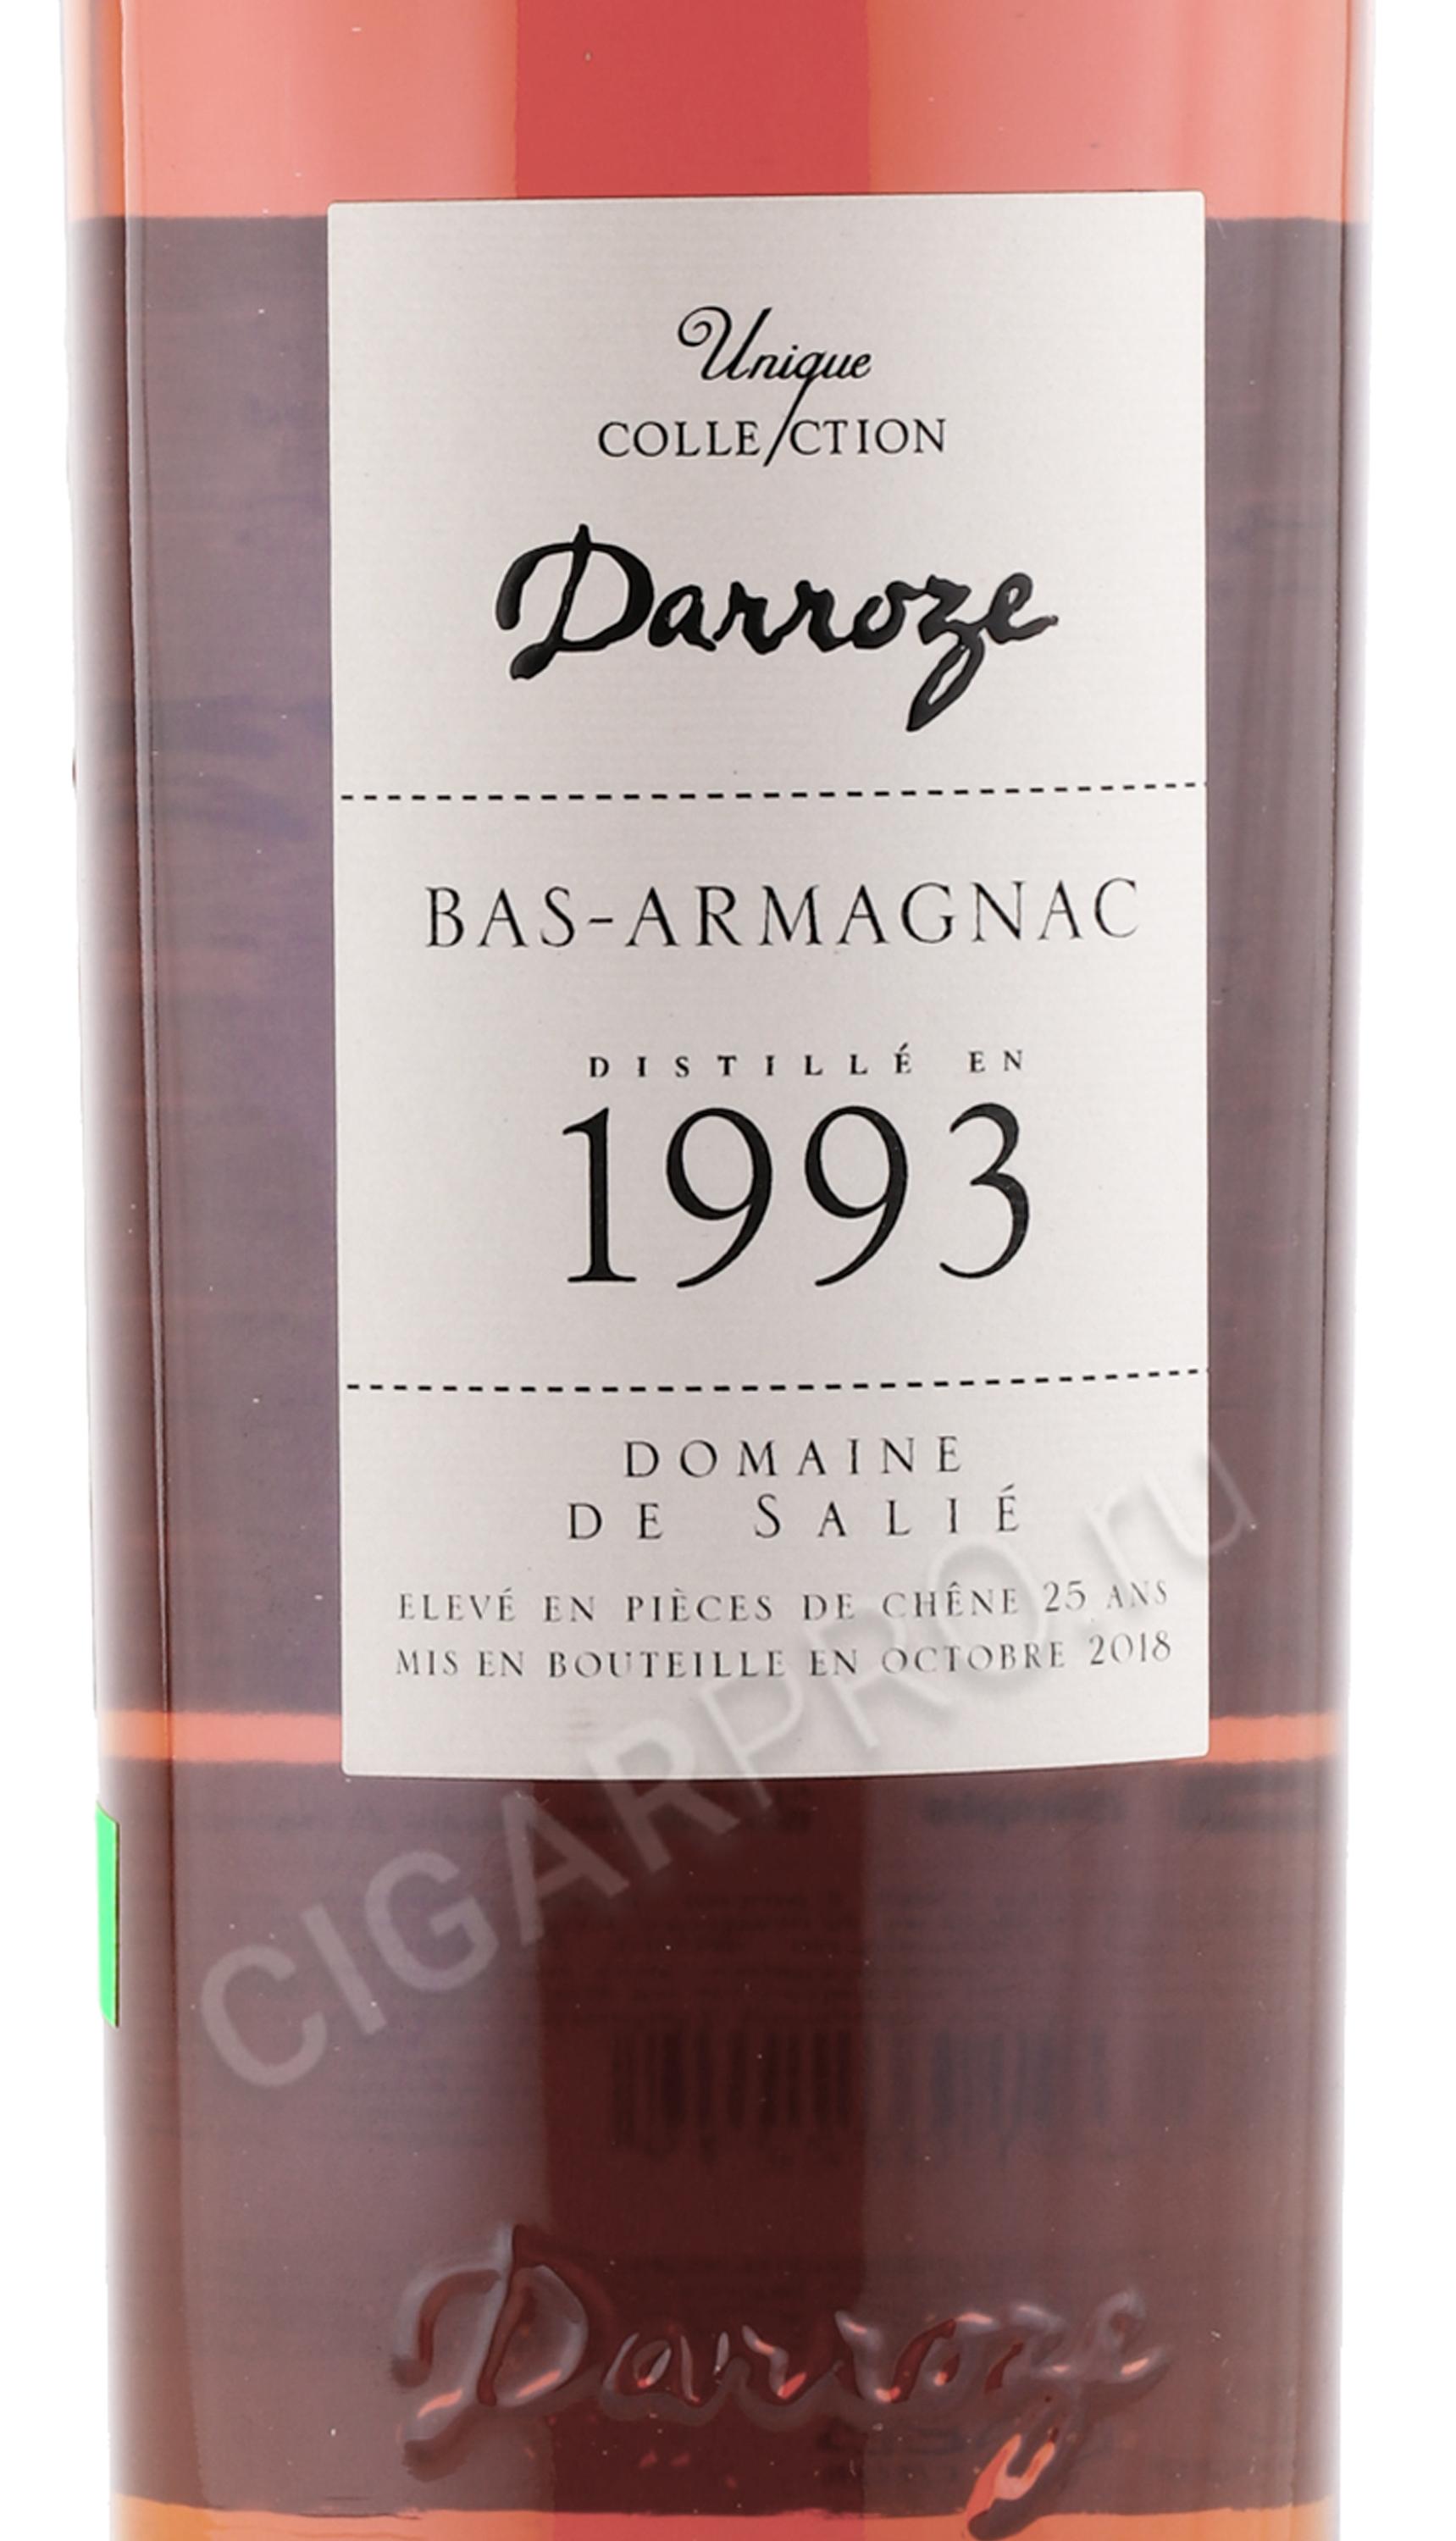 Unique
COLLECTION
Darroze
BAS-ARMAGNAC
DISTILLÉ EN
1993
DOMAINE
DE SALIÉ
ELEVÉ EN PIÈCES DE CHÊNE 25 ANS
MIS EN BOUTEILLE EN OCTOBRE 2018
CIGARPRO.ru
Darroze